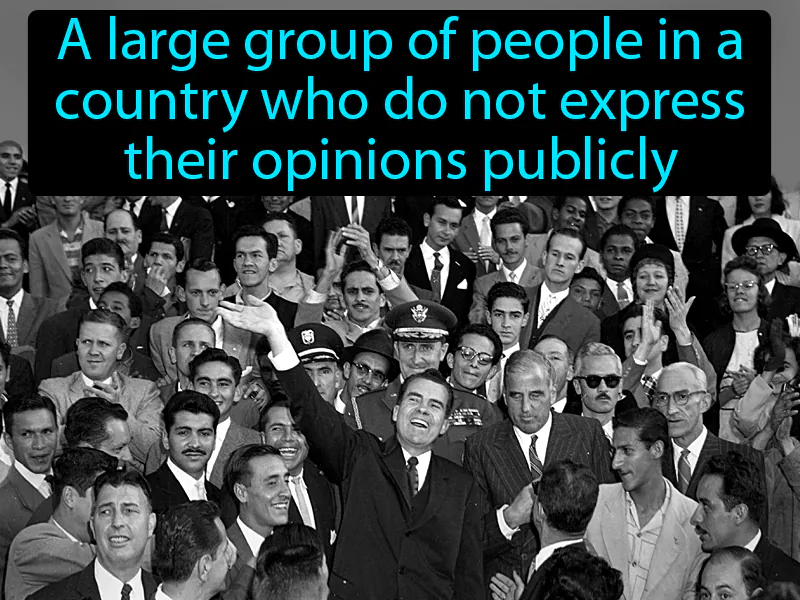 A large group of people in a
country who do not express
their opinions publicly